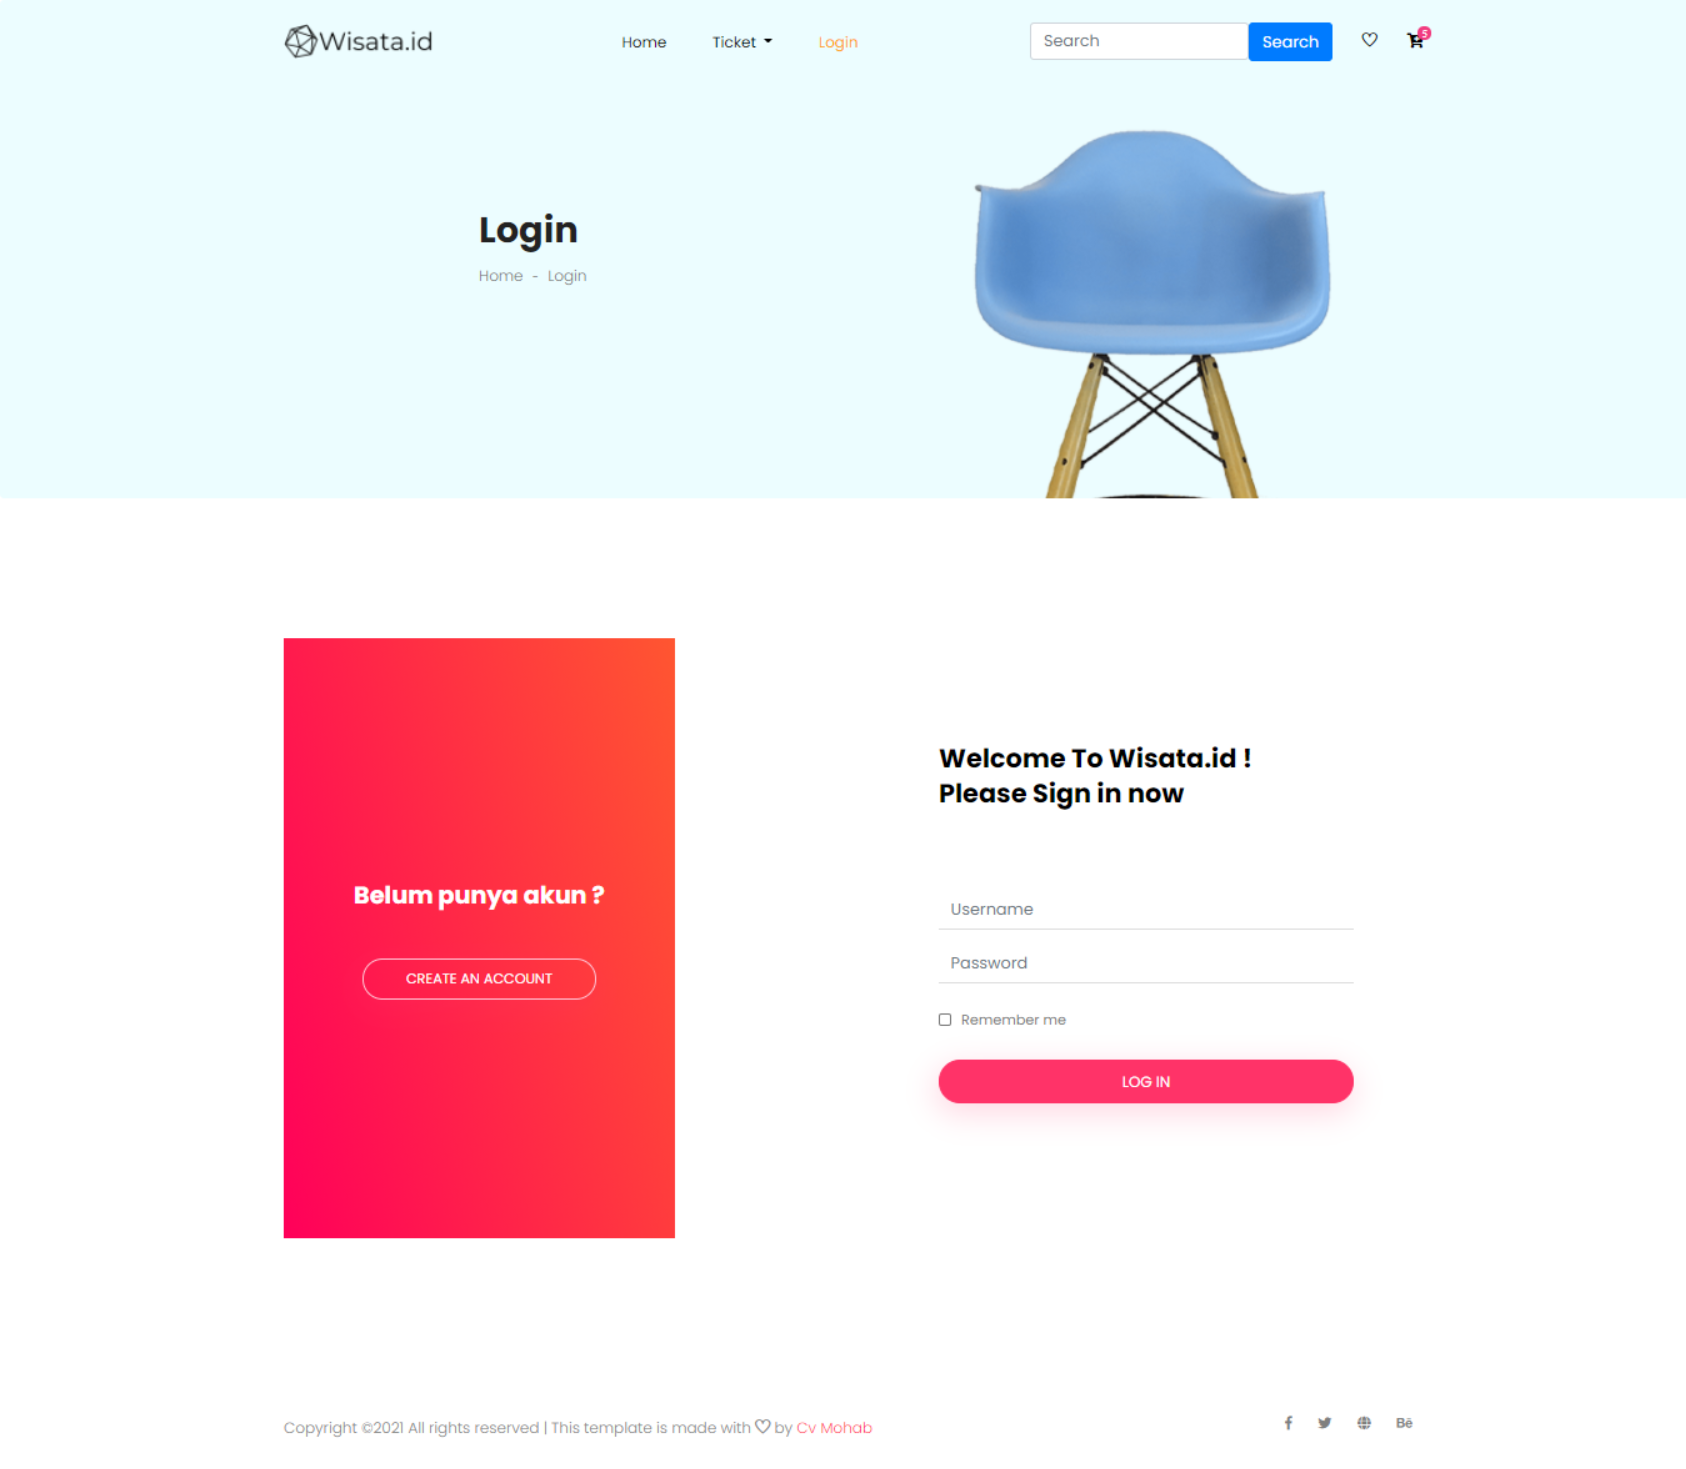 Wisata.id
Home Ticket Login
Search Search
5
Login
Home - Login
Belum punya akun ?
CREATE AN ACCOUNT
Welcome To Wisata.id !
Please Sign in now
Username
Password
Remember me
LOG IN
Copyright ©2021 All rights reserved | This template is made with ♡ by Cv Mohab
Bē